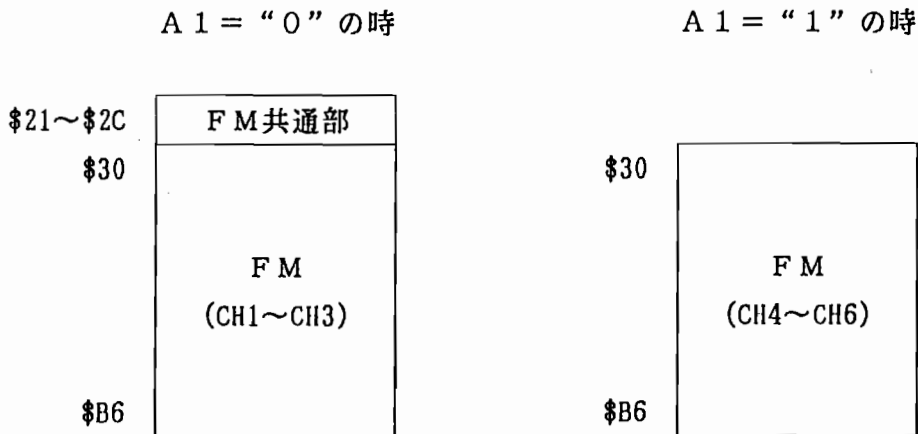 A1=“0”の時
A1=“1”の時
$21～$2C
FM共通部
$30
FM
(CH1～CH3)
$B6
$30
FM
(CH4～CH6)
$B6